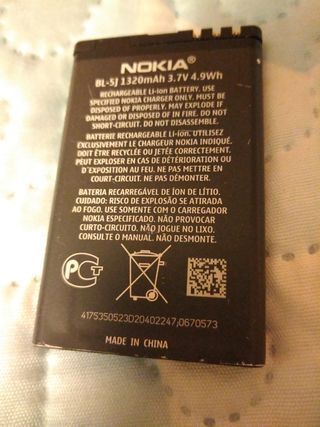 NOKIA
BL-5J 1320mAh 3.7V 4.9Wh
RECHARGEABLE Li-ion BATTERY. USE
SPECIFIED NOKIA CHARGER ONLY. MUST BE
DISPOSED OF PROPERLY. MAY EXPLODE IF
DAMAGED OR DISPOSED OF IN FIRE. DO NOT
SHORT-CIRCUIT. DO NOT DISASSEMBLE.
BATTERIE RECHARGEABLE Li-ion. UTILISEZ
EXCLUSIVEMENT LE CHARGEUR NOKIA INDIQUÉ.
DOIT ÊTRE RECYCLÉE OU JETÉE CORRECTEMENT.
PEUT EXPLOSER EN CAS DE DÉTÉRIORATION OU
D'EXPOSITION AU FEU. NE PAS METTRE EN
COURT-CIRCUIT. NE PAS DÉMONTER.
BATERIA RECARREGÁVEL DE ÍON DE LÍTIO.
CUIDADO: RISCO DE EXPLOSÃO SE ATIRADA
AO FOGO. USE SOMENTE COM O CARREGADOR
NOKIA ESPECIFICADO. NÃO PROVOCAR
CURTO-CIRCUITO. NÃO DESMONTE.
CONSULTE O MANUAL.
4175350523D20402247;0670573
MADE IN CHINA